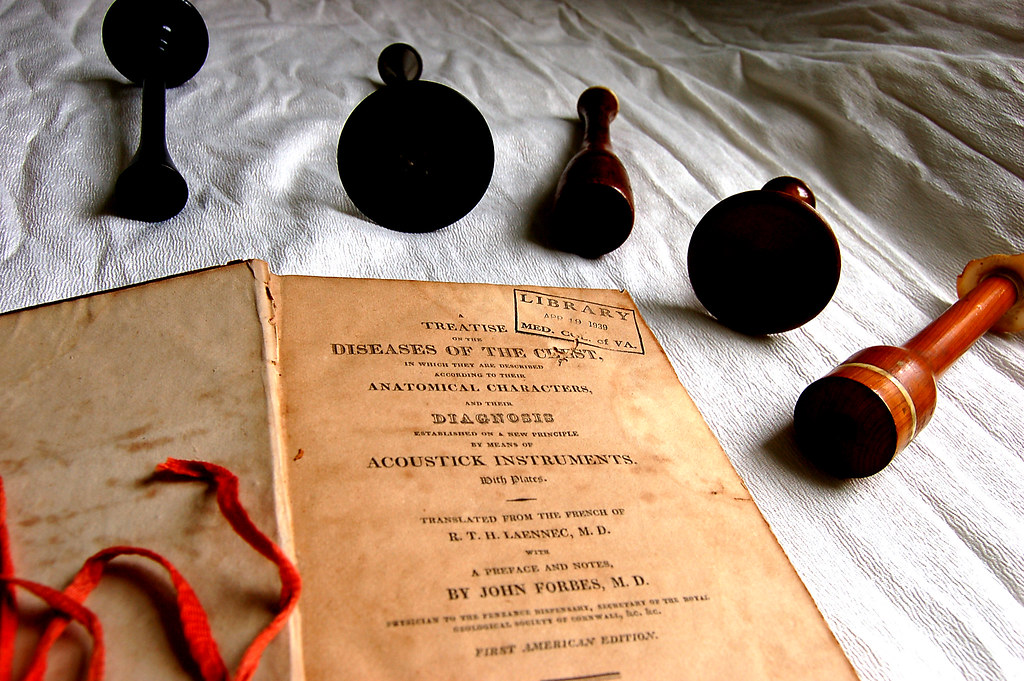 LIBRARY
APR 19 1939
MED. COL. of VA.
A
TREATISE
ON THE
DISEASES OF THE CHEST,
IN WHICH THEY ARE DESCRIBED
ACCORDING TO THEIR
ANATOMICAL CHARACTERS,
AND THEIR
DIAGNOSIS
ESTABLISHED ON A NEW PRINCIPLE
BY MEANS OF
ACOUSTICK INSTRUMENTS.
With Plates.
TRANSLATED FROM THE FRENCH OF
R. T. H. LAENNEC, M. D.
WITH
A PREFACE AND NOTES,
BY JOHN FORBES, M. D.
PHYSICIAN TO THE PENZANCE DISPENSARY, SECRETARY OF THE ROYAL
GEOLOGICAL SOCIETY OF CORNWALL, &c. &c.
FIRST AMERICAN EDITION.